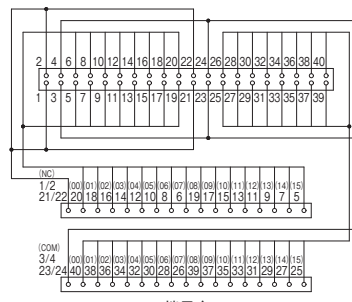 2 4 6 8 10 12 14 16 18 20 22 24 26 28 30 32 34 36 38 40
1 3 5 7 9 11 13 15 17 19 21 23 25 27 29 31 33 35 37 39
(NC)
1/2 (00) (01) (02) (03) (04) (05) (06) (07) (08) (17) (10) (11) (12) (13) (14) (15)
21/22 20 18 16 14 12 10 8 6 19 17 15 13 11 9 7 5
(COM)
3/4 (00) (01) (02) (03) (04) (05) (06) (07) (08) (09) (10) (11) (12) (13) (14) (15)
23/24 40 38 36 34 32 30 28 26 39 37 35 33 31 29 27 25